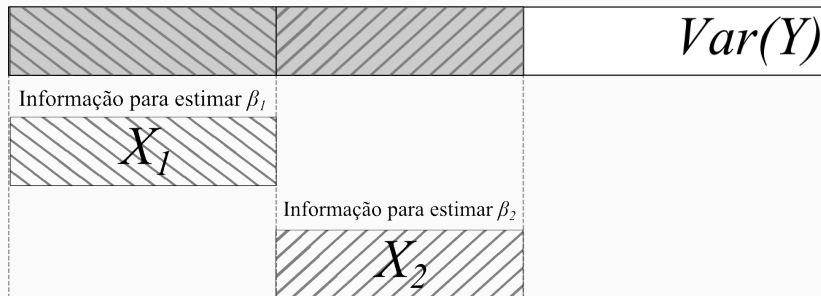 Var(Y)
Informação para estimar β₁
X₁
Informação para estimar β₂
X₂